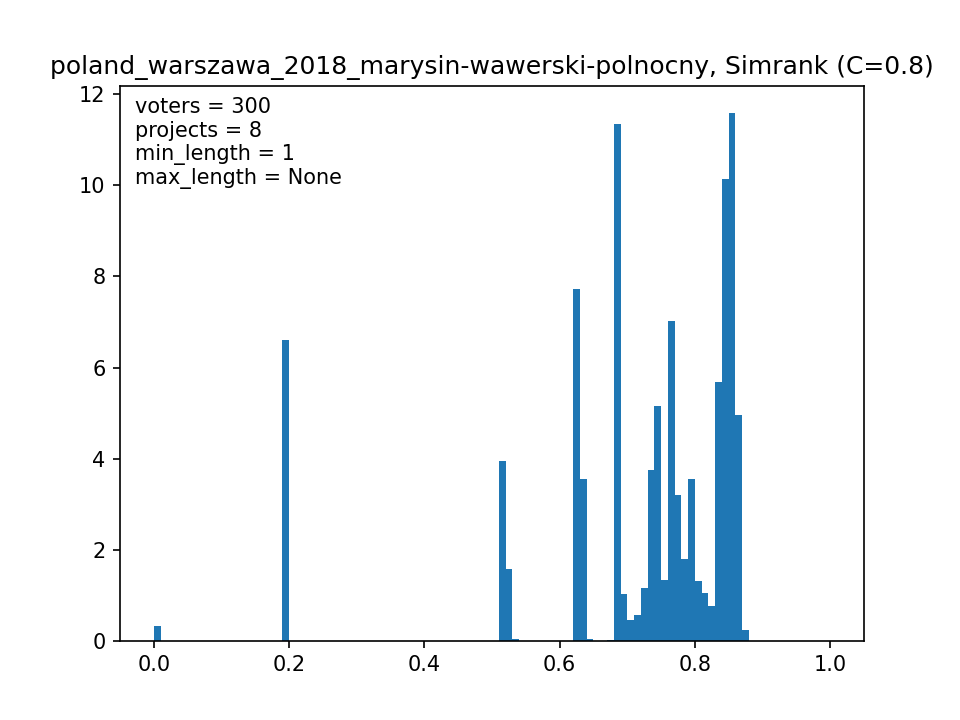 poland_warszawa_2018_marysin-wawerski-polnocny, Simrank (C=0.8)
voters = 300
projects = 8
min_length = 1
max_length = None
12
10
8
6
4
2
0
0.0 0.2 0.4 0.6 0.8 1.0